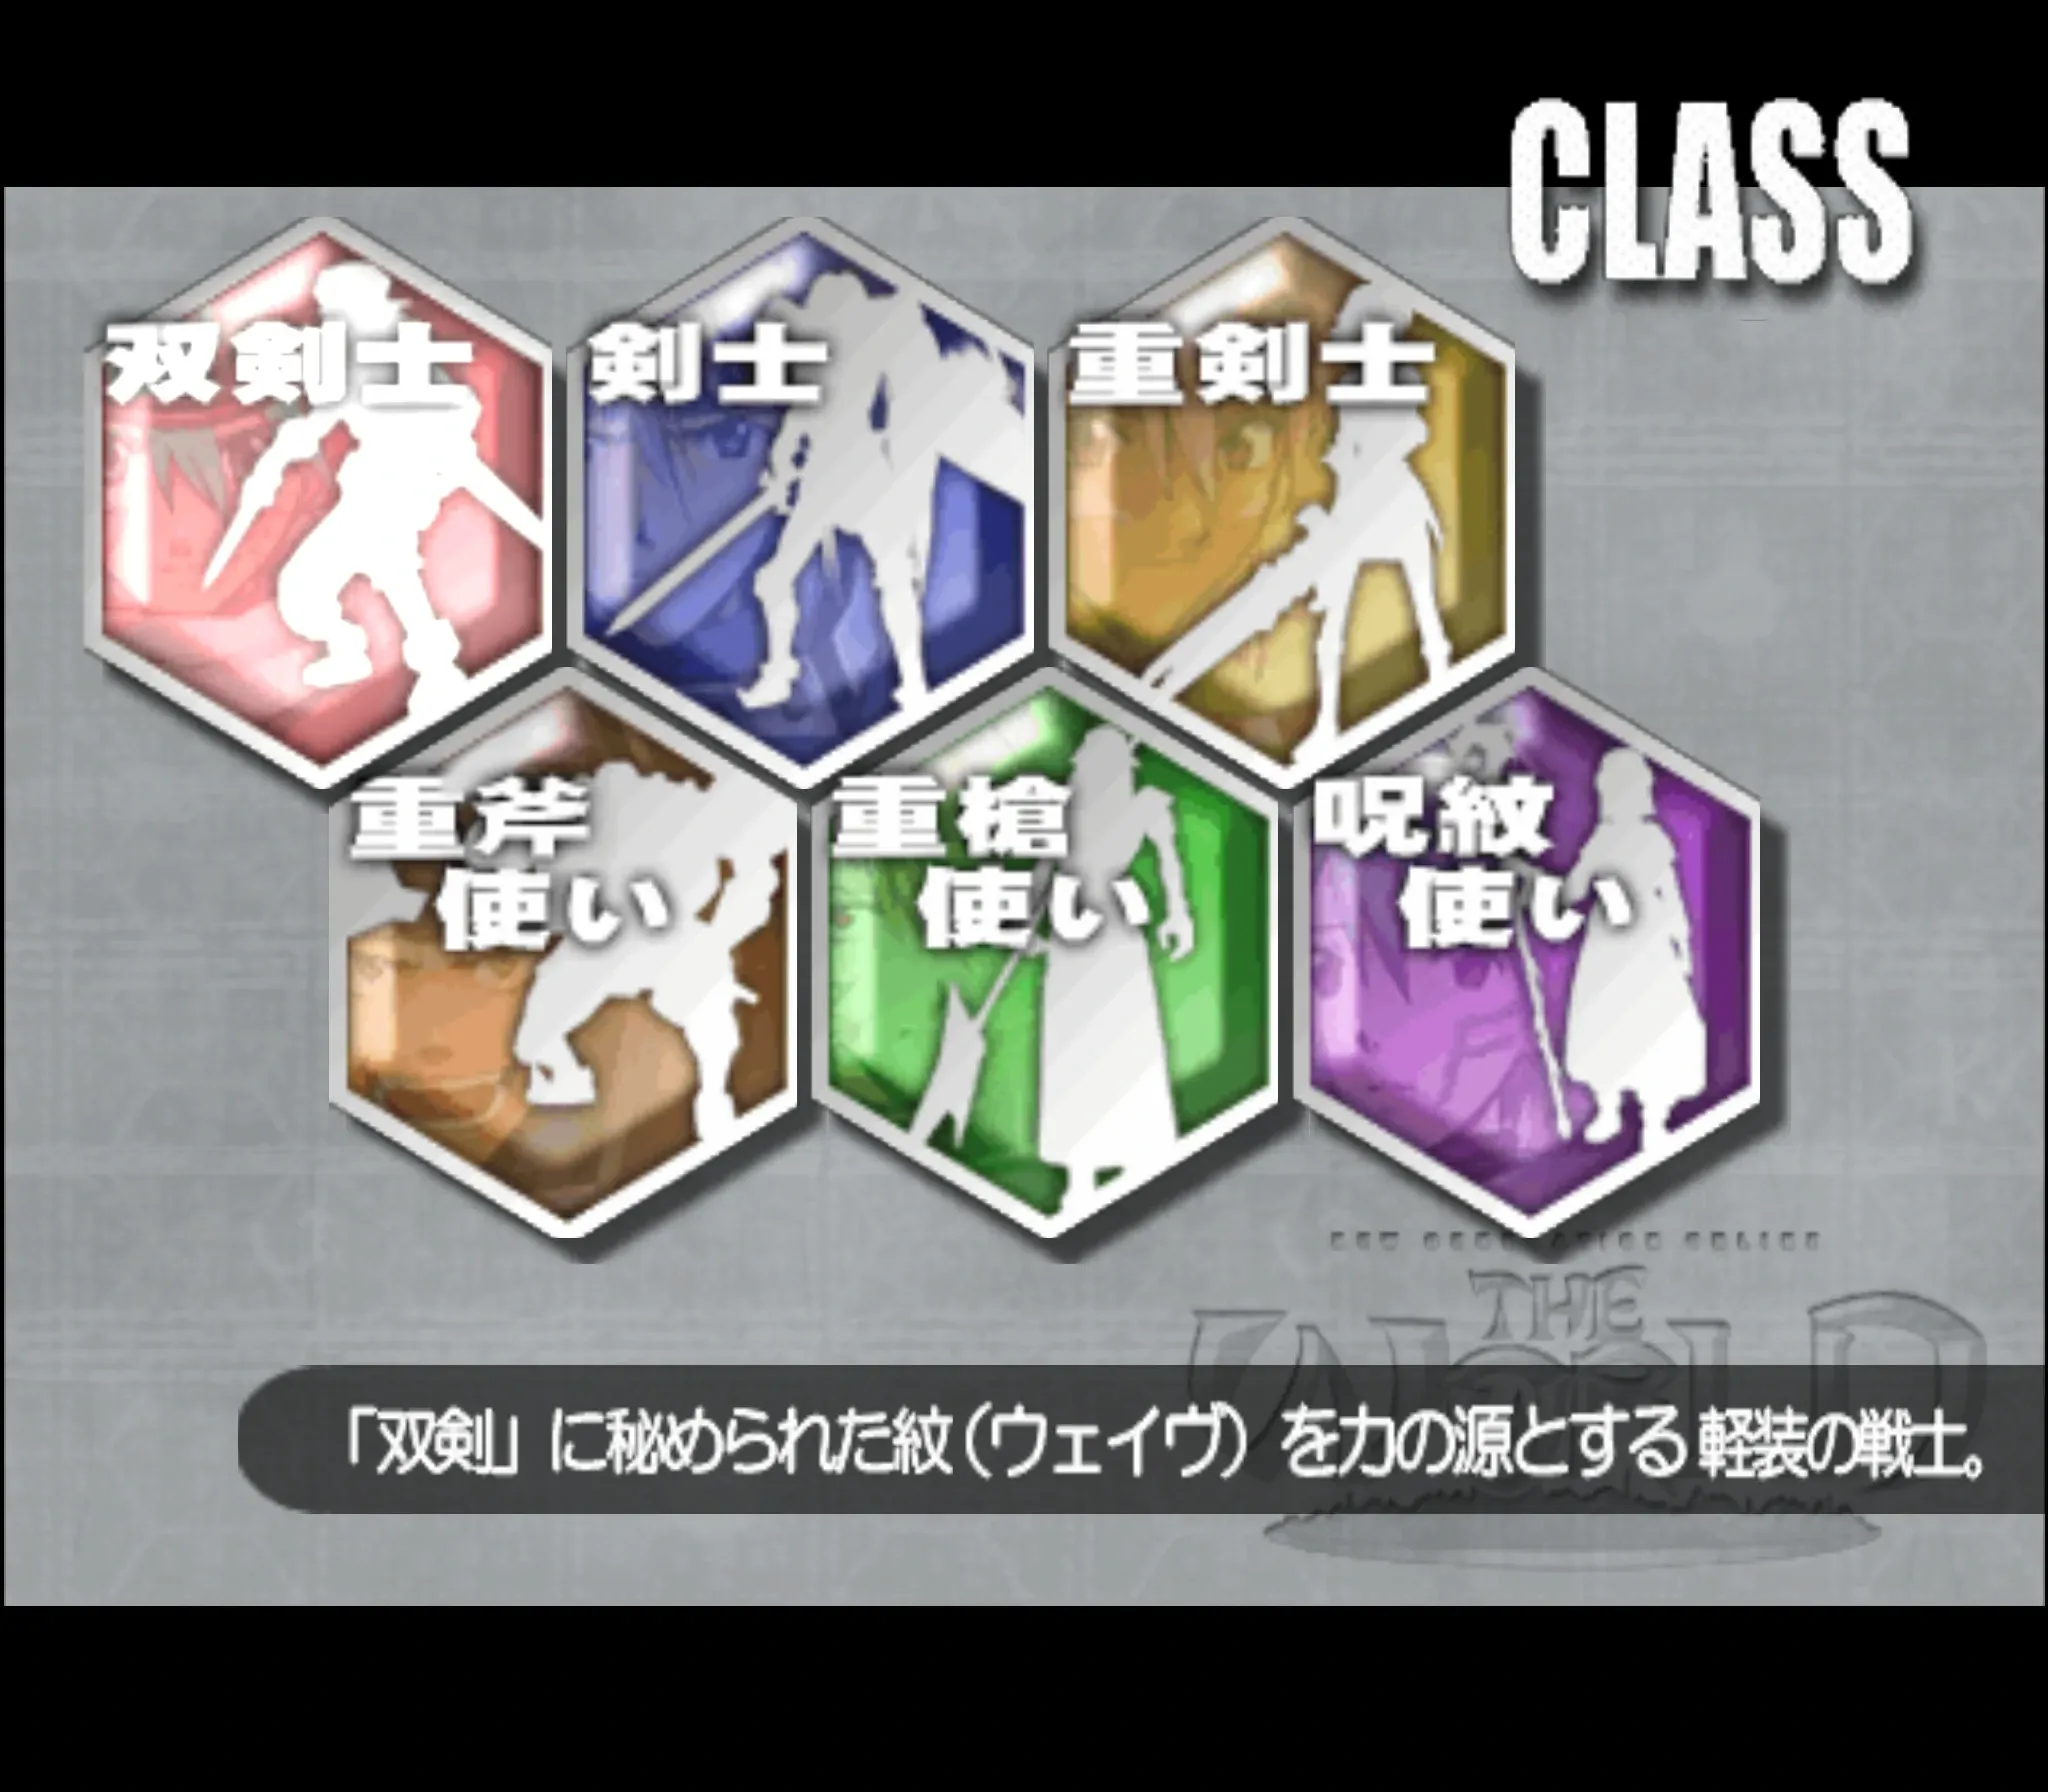 CLASS
双剣士
剣士
重剣士
重斧
使い
重槍
使い
呪紋
使い
THE
WORLD
「双剣」に秘められた紋(ウェイヴ)を力の源とする 軽装の戦士。